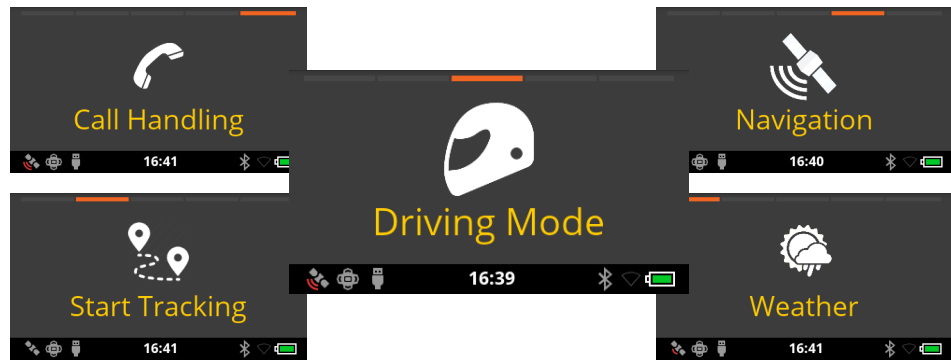 Call Handling
16:41
Driving Mode
16:39
Navigation
16:40
Start Tracking
16:41
Weather
16:41